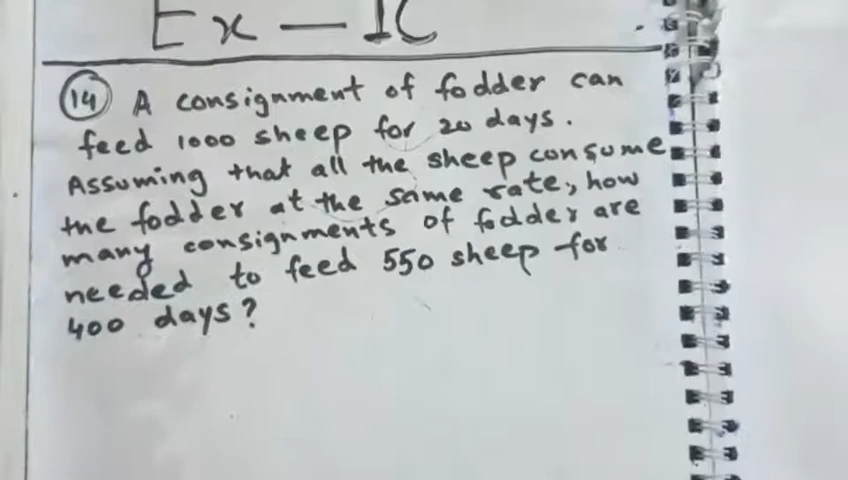 Ex - 1C
(14) A consignment of fodder can
feed 1000 sheep for 20 days.
Assuming that all the sheep consume
the fodder at the same rate, how
many consignments of fodder are
needed to feed 550 sheep for
400 days?